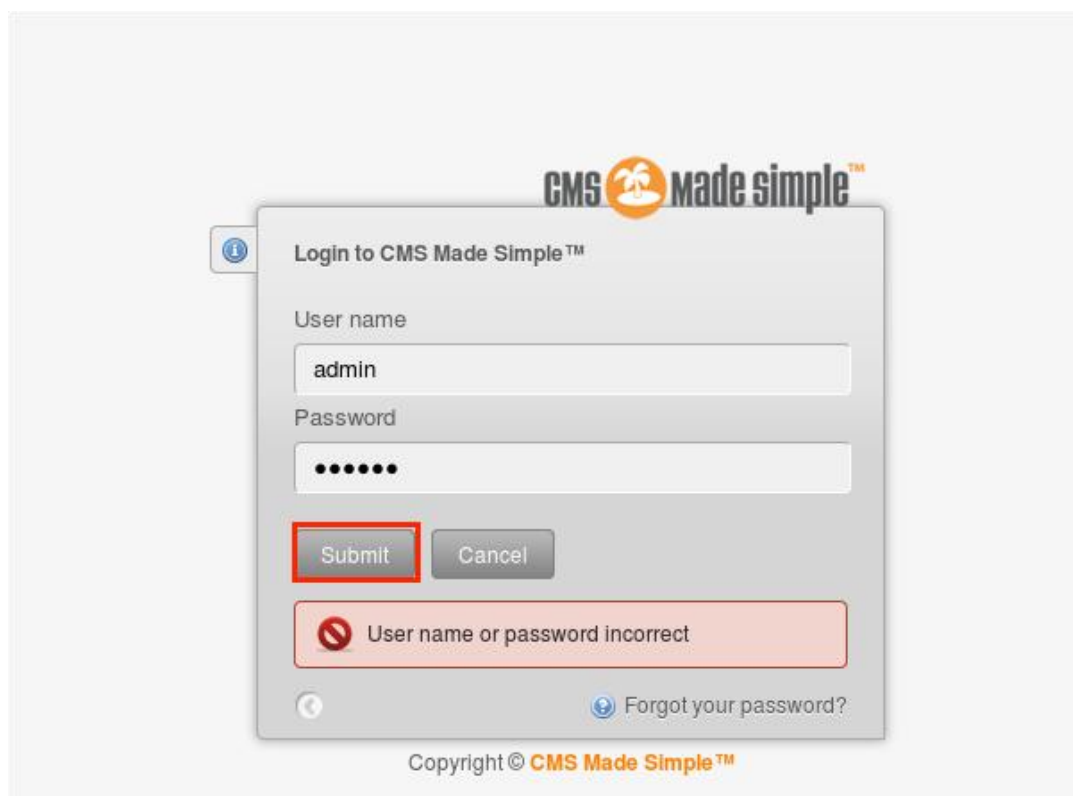 CMS Made Simple™
Login to CMS Made Simple™
User name
admin
Password
••••••
Submit Cancel
User name or password incorrect
Forgot your password?
Copyright © CMS Made Simple™